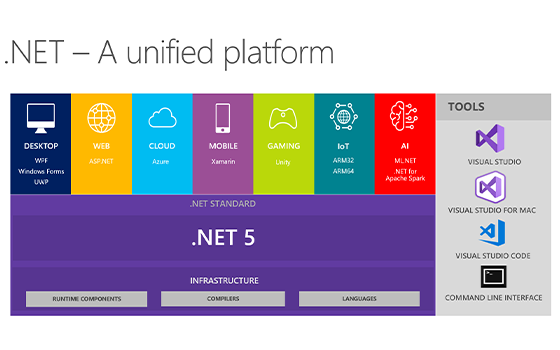 .NET – A unified platform
DESKTOP
WPF
Windows Forms
UWP
WEB
ASP.NET
CLOUD
Azure
MOBILE
Xamarin
GAMING
Unity
IoT
ARM32
ARM64
AI
ML.NET
.NET for
Apache Spark
.NET STANDARD
.NET 5
INFRASTRUCTURE
RUNTIME COMPONENTS
COMPILERS
LANGUAGES
TOOLS
VISUAL STUDIO
VISUAL STUDIO FOR MAC
VISUAL STUDIO CODE
COMMAND LINE INTERFACE